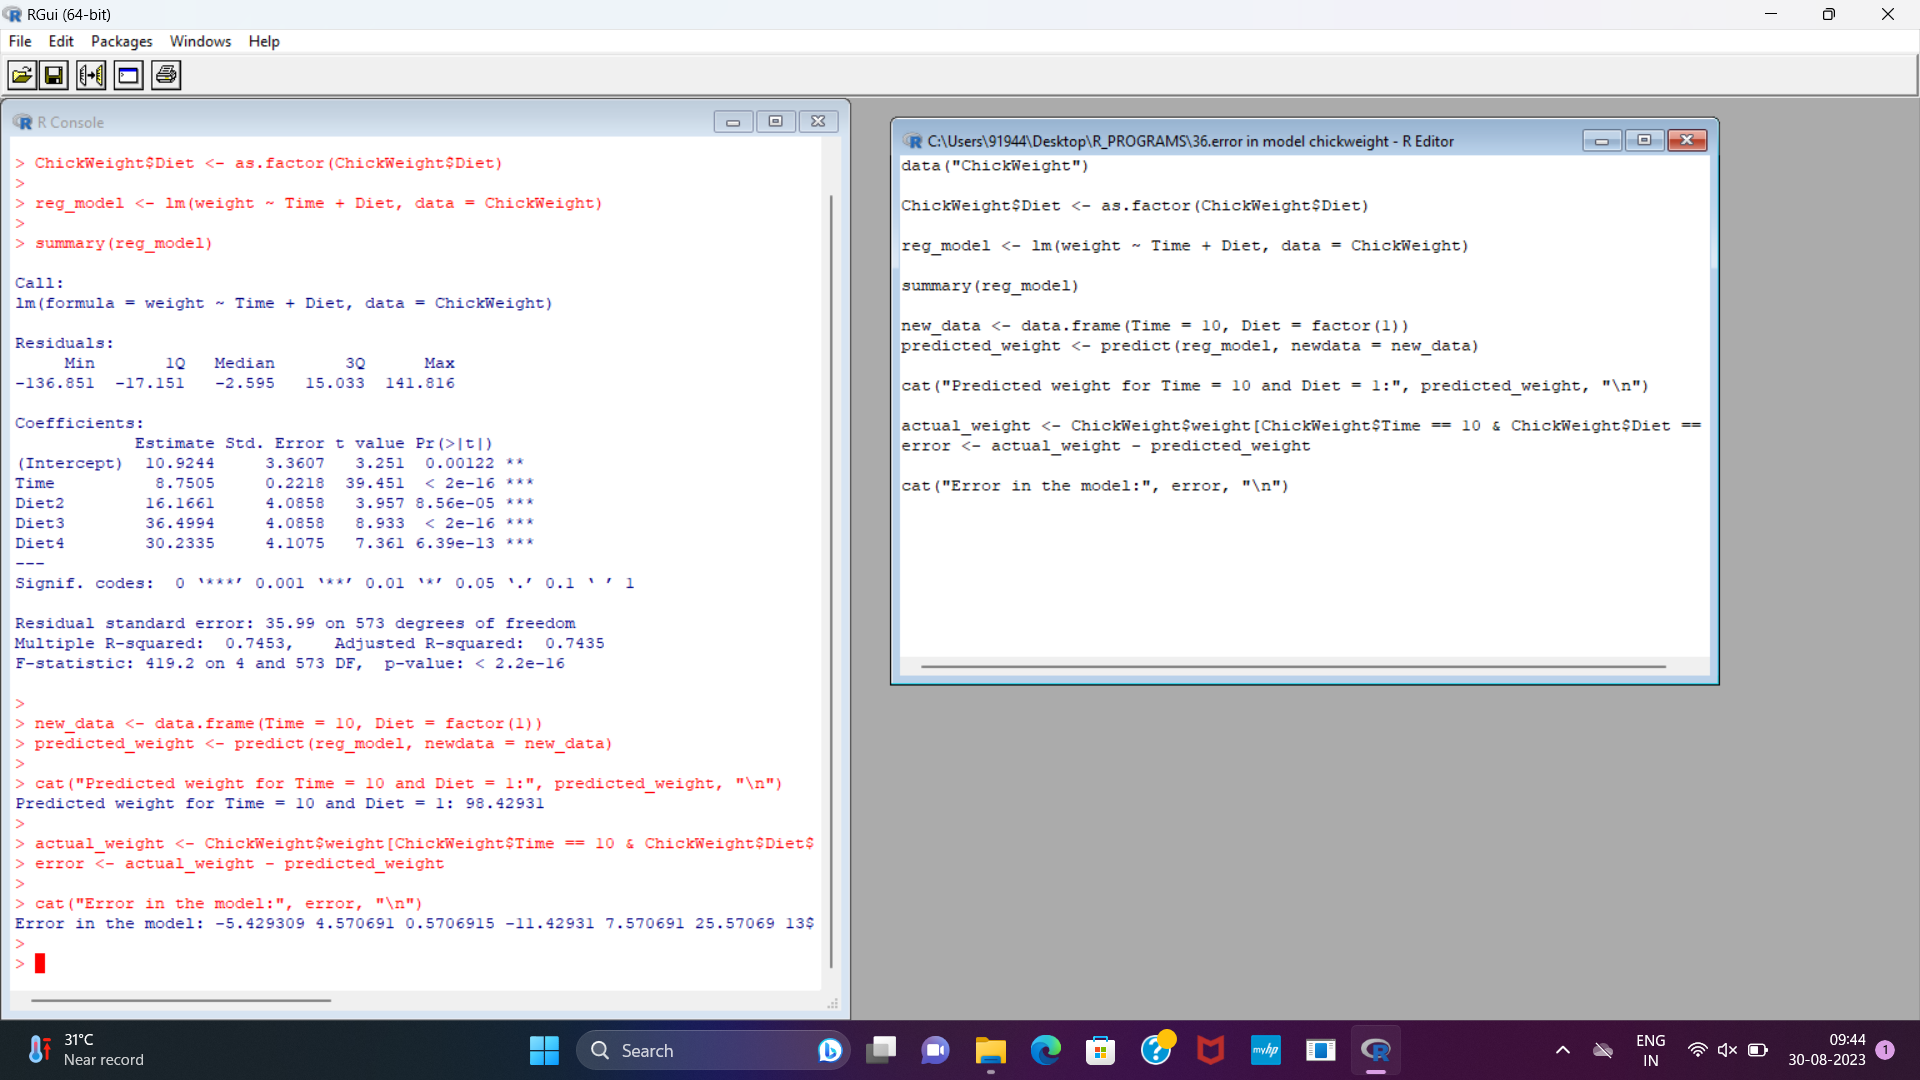 RGui (64-bit)
File Edit Packages Windows Help
R Console
> ChickWeight$Diet <- as.factor(ChickWeight$Diet)
>
> reg_model <- lm(weight ~ Time + Diet, data = ChickWeight)
>
> summary(reg_model)
Call:
lm(formula = weight ~ Time + Diet, data = ChickWeight)
Residuals:
Min 1Q Median 3Q Max
-136.851 -17.151 -2.595 15.033 141.816
Coefficients:
Estimate Std. Error t value Pr(>|t|)
(Intercept) 10.9244 3.3607 3.251 0.00122 **
Time 8.7505 0.2218 39.451 < 2e-16 ***
Diet2 16.1661 4.0858 3.957 8.56e-05 ***
Diet3 36.4994 4.0858 8.933 < 2e-16 ***
Diet4 30.2335 4.1075 7.361 6.39e-13 ***
---
Signif. codes: 0 ‘***’ 0.001 ‘**’ 0.01 ‘*’ 0.05 ‘.’ 0.1 ‘ ’ 1
Residual standard error: 35.99 on 573 degrees of freedom
Multiple R-squared: 0.7453, Adjusted R-squared: 0.7435
F-statistic: 419.2 on 4 and 573 DF, p-value: < 2.2e-16
>
> new_data <- data.frame(Time = 10, Diet = factor(1))
> predicted_weight <- predict(reg_model, newdata = new_data)
>
> cat("Predicted weight for Time = 10 and Diet = 1:", predicted_weight, "\n")
Predicted weight for Time = 10 and Diet = 1: 98.42931
>
> actual_weight <- ChickWeight$weight[ChickWeight$Time == 10 & ChickWeight$Diet$
> error <- actual_weight - predicted_weight
>
> cat("Error in the model:", error, "\n")
Error in the model: -5.429309 4.570691 0.5706915 -11.42931 7.570691 25.57069 13$
>
>
C:\Users\91944\Desktop\R_PROGRAMS\36.error in model chickweight - R Editor
data("ChickWeight")
ChickWeight$Diet <- as.factor(ChickWeight$Diet)
reg_model <- lm(weight ~ Time + Diet, data = ChickWeight)
summary(reg_model)
new_data <- data.frame(Time = 10, Diet = factor(1))
predicted_weight <- predict(reg_model, newdata = new_data)
cat("Predicted weight for Time = 10 and Diet = 1:", predicted_weight, "\n")
actual_weight <- ChickWeight$weight[ChickWeight$Time == 10 & ChickWeight$Diet ==
error <- actual_weight - predicted_weight
cat("Error in the model:", error, "\n")
31°C
Near record
Search
myhp
ENG
IN
09:44
30-08-2023
1